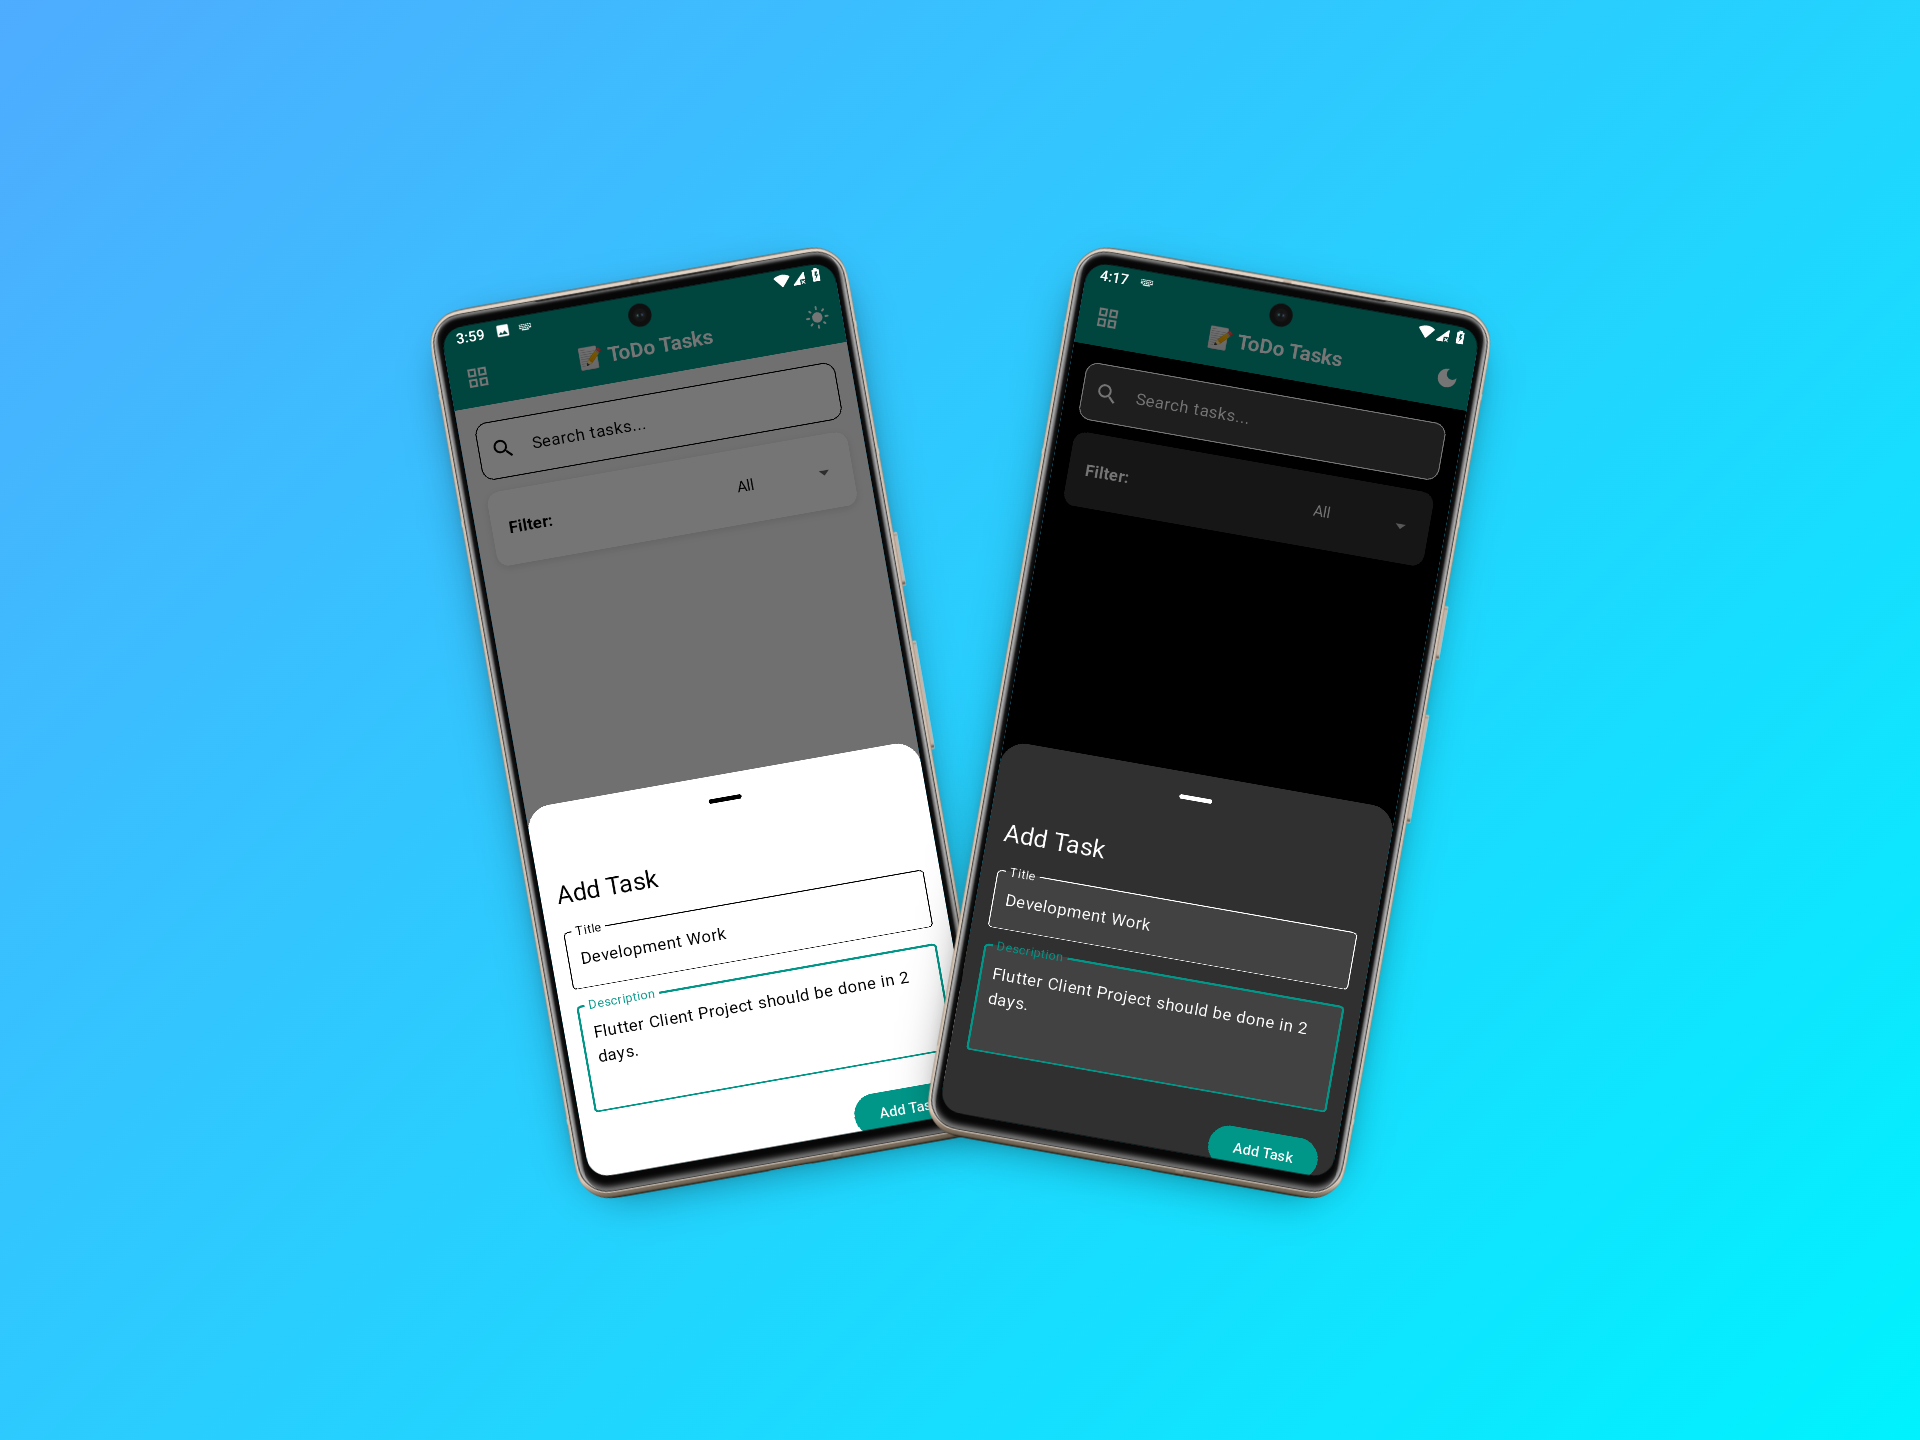 3:59
ToDo Tasks
Search tasks...
All
Filter:
Add Task
Title
Development Work
Description
Flutter Client Project should be done in 2
days.
Add Tas
4:17
ToDo Tasks
Search tasks...
Filter:
All
Add Task
Title
Development Work
Description
Flutter Client Project should be done in 2
days.
Add Task